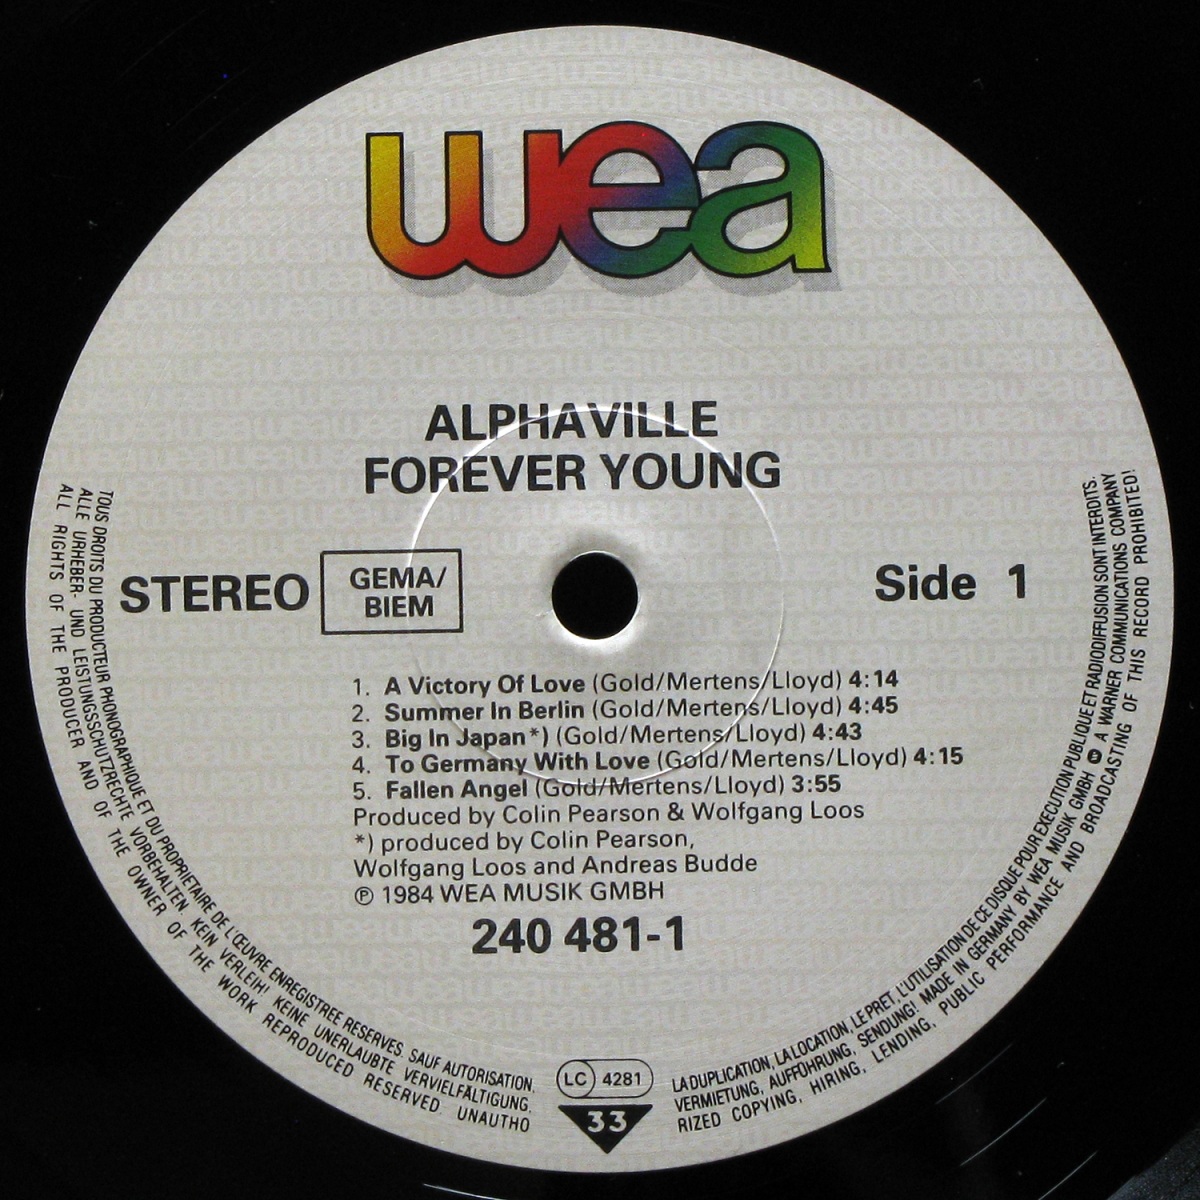 wea
ALPHAVILLE
FOREVER YOUNG
STEREO
GEMA/
BIEM
Side 1
1. A Victory Of Love (Gold/Mertens/Lloyd) 4:14
2. Summer In Berlin (Gold/Mertens/Lloyd) 4:45
3. Big In Japan*) (Gold/Mertens/Lloyd) 4:43
4. To Germany With Love (Gold/Mertens/Lloyd) 4:15
5. Fallen Angel (Gold/Mertens/Lloyd) 3:55
Produced by Colin Pearson & Wolfgang Loos
*) produced by Colin Pearson,
Wolfgang Loos and Andreas Budde
℗ 1984 WEA MUSIK GMBH
240 481-1
LC 4281
33
TOUS DROITS DU PRODUCTEUR PHONOGRAPHIQUE ET DU PROPRIETAIRE DE L'ŒUVRE ENREGISTREE RESERVES. SAUF AUTORISATION. LA DUPLICATION, LA LOCATION, LE PRET, L'UTILISATION DE CE DISQUE POUR EXECUTION PUBLIQUE ET RADIODIFFUSION SONT INTERDITS.
ALLE URHEBER- UND LEISTUNGSSCHUTZRECHTE VORBEHALTEN. KEIN VERLEIH! KEINE UNERLAUBTE VERVIELFÄLTIGUNG, VERMIETUNG, AUFFÜHRUNG, SENDUNG! MADE IN GERMANY BY WEA MUSIK GMBH A WARNER COMMUNICATIONS COMPANY
ALL RIGHTS OF THE PRODUCER AND OF THE OWNER OF THE WORK REPRODUCED RESERVED UNAUTHO RIZED COPYING, HIRING, LENDING, PUBLIC PERFORMANCE AND BROADCASTING OF THIS RECORD PROHIBITED!